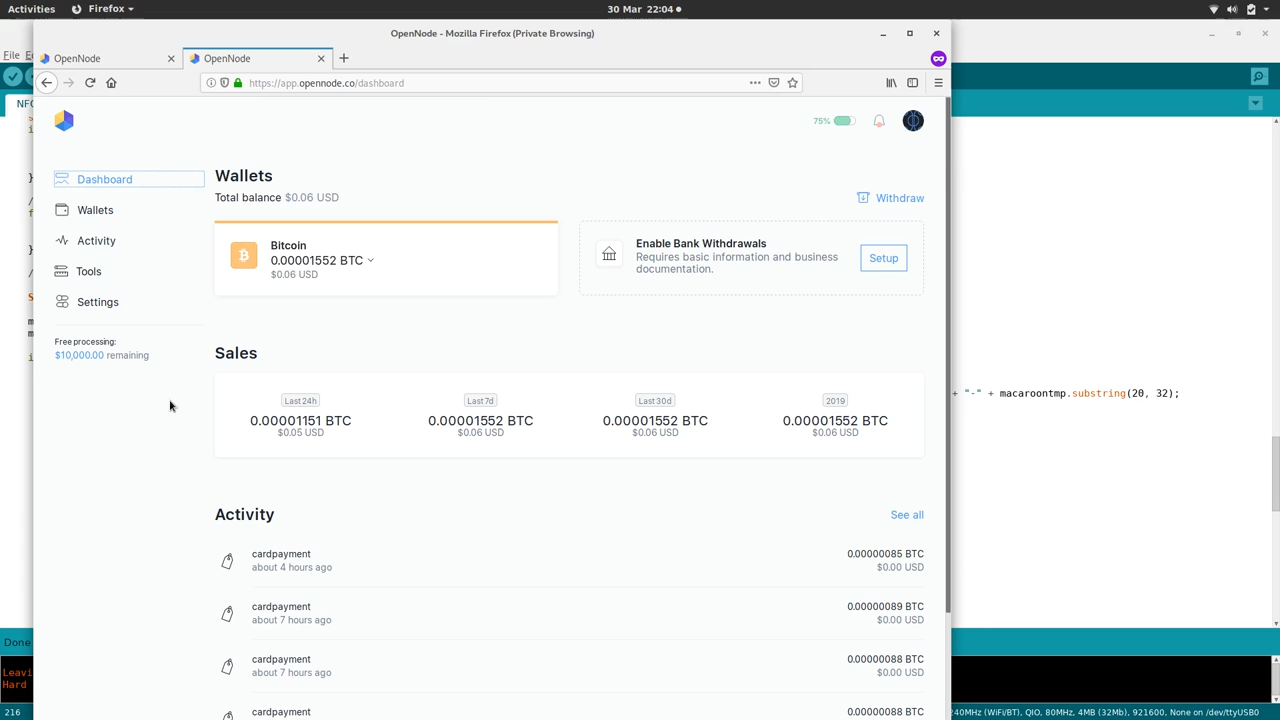 Activities Firefox 30 Mar 22:04
OpenNode - Mozilla Firefox (Private Browsing)
File
OpenNode OpenNode
https://app.opennode.co/dashboard
NF
75%
Dashboard
Wallets
Activity
Tools
Settings
Free processing:
$10,000.00 remaining
Wallets
Total balance $0.06 USD
Withdraw
Bitcoin
0.00001552 BTC
$0.06 USD
Enable Bank Withdrawals
Requires basic information and business
documentation.
Setup
Sales
Last 24h Last 7d Last 30d 2019
0.00001151 BTC 0.00001552 BTC 0.00001552 BTC 0.00001552 BTC
$0.05 USD $0.06 USD $0.06 USD $0.06 USD
+ "-" + macaroontmp.substring(20, 32);
Activity
See all
cardpayment 0.00000085 BTC
about 4 hours ago $0.00 USD
cardpayment 0.00000089 BTC
about 7 hours ago $0.00 USD
cardpayment 0.00000088 BTC
about 7 hours ago $0.00 USD
cardpayment 0.00000088 BTC
Done
Leavi
Hard
216
240MHz (WiFi/BT), QIO, 80MHz, 4MB (32Mb), 921600, None on /dev/ttyUSB0